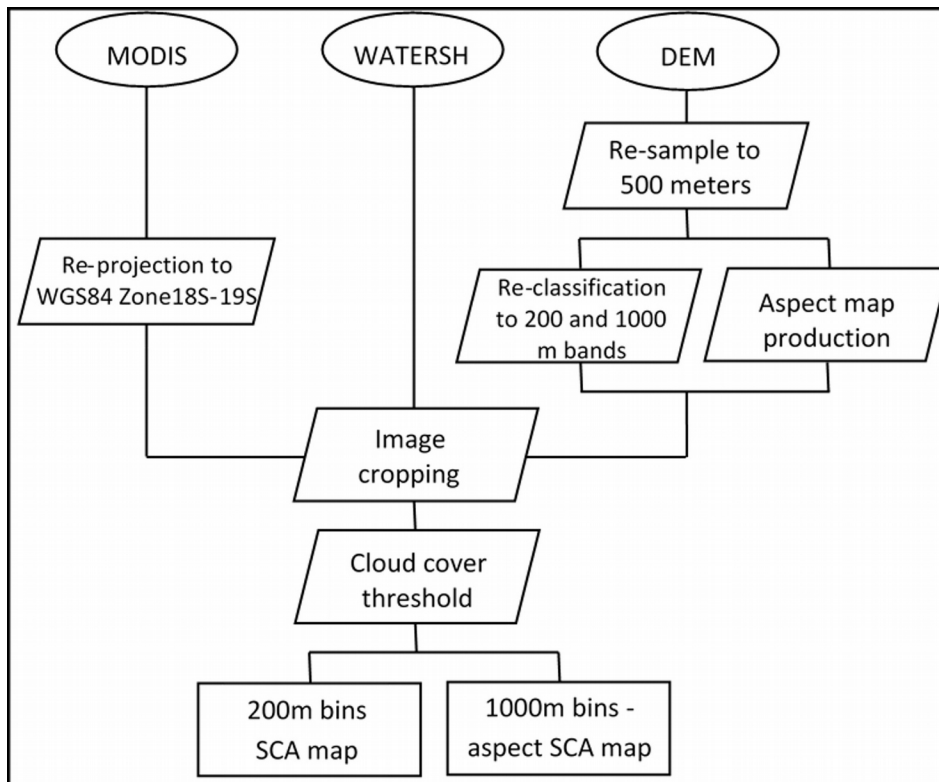 MODIS
WATERSH
DEM
Re-sample to
500 meters
Re-projection to
WGS84 Zone18S-19S
Re-classification
to 200 and 1000
m bands
Aspect map
production
Image
cropping
Cloud cover
threshold
200m bins
SCA map
1000m bins -
aspect SCA map